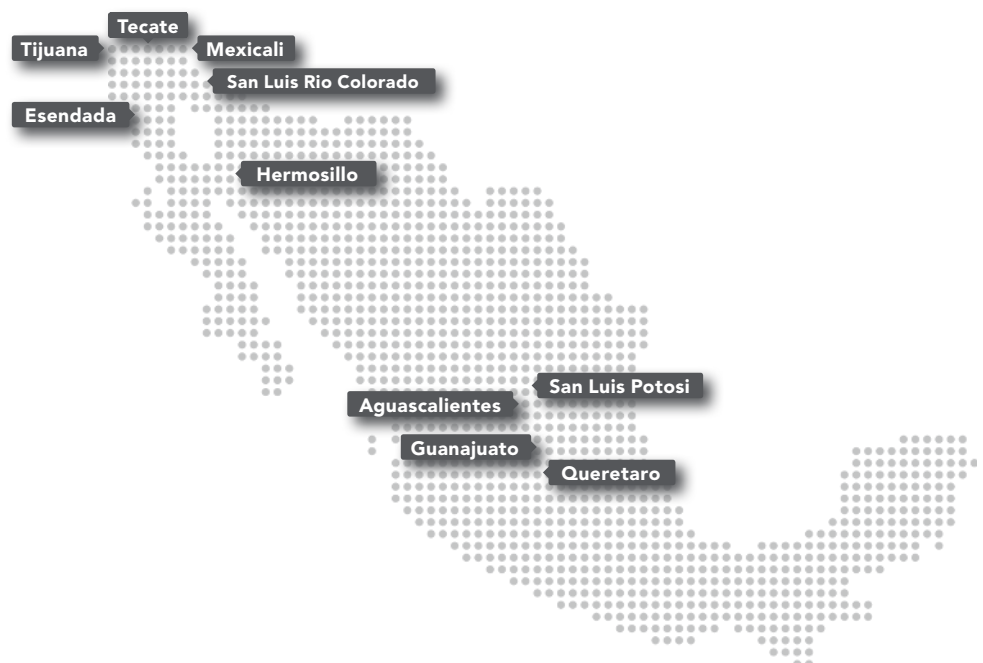 Tecate
Tijuana
Mexicali
San Luis Rio Colorado
Esendada
Hermosillo
San Luis Potosi
Aguascalientes
Guanajuato
Queretaro